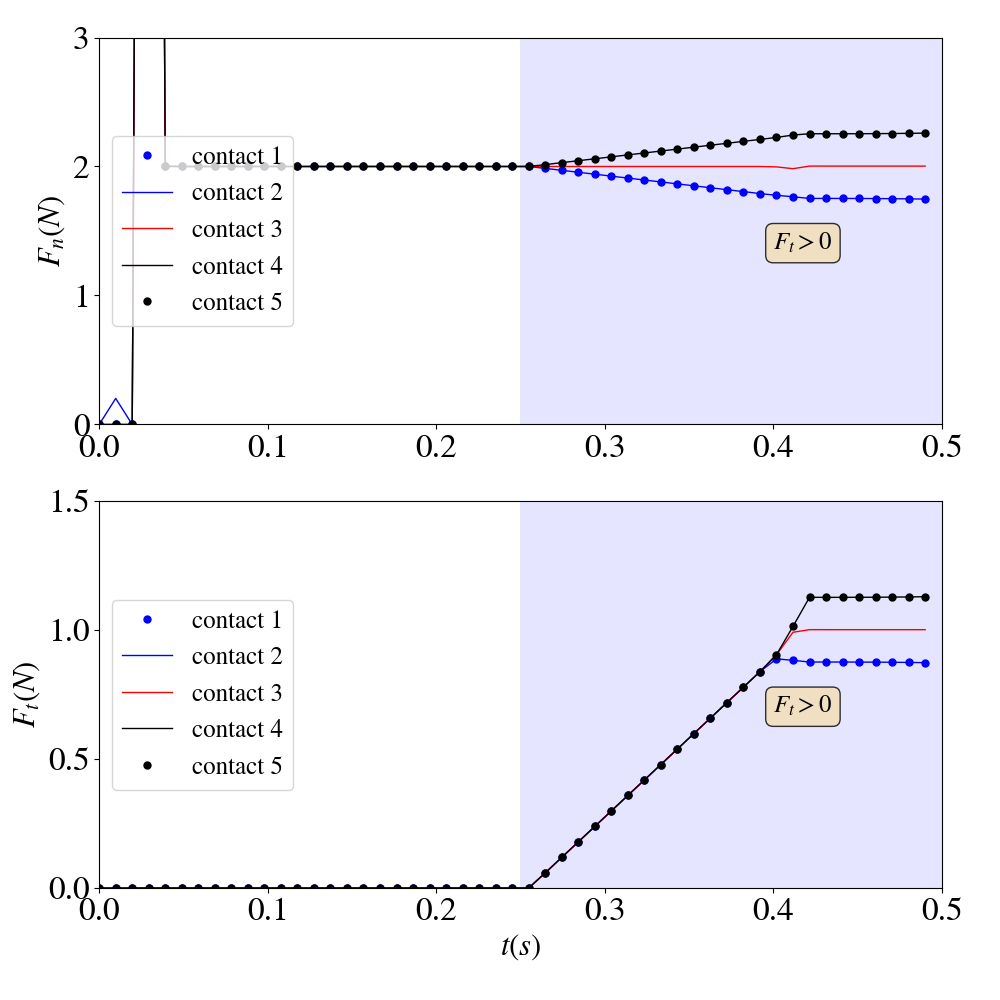 3
2
1
0
F_n(N)
contact 1
contact 2
contact 3
contact 4
contact 5
F_t > 0
0.0 0.1 0.2 0.3 0.4 0.5
1.5
1.0
0.5
0.0
F_t(N)
contact 1
contact 2
contact 3
contact 4
contact 5
F_t > 0
0.0 0.1 0.2 0.3 0.4 0.5
t(s)